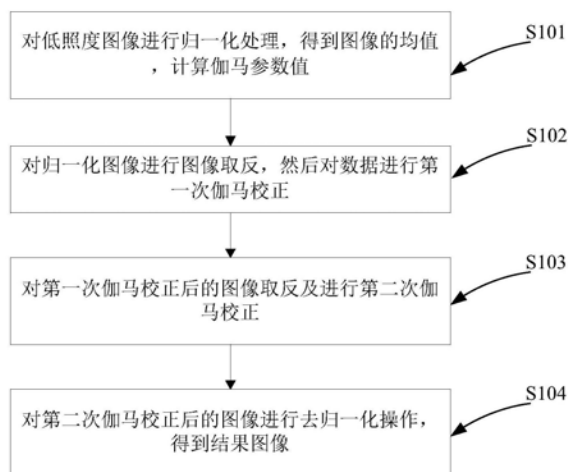 对低照度图像进行归一化处理，得到图像的均值
，计算伽马参数值
S101
对归一化图像进行图像取反，然后对数据进行第
一次伽马校正
S102
对第一次伽马校正后的图像取反及进行第二次伽
马校正
S103
对第二次伽马校正后的图像进行去归一化操作，
得到结果图像
S104